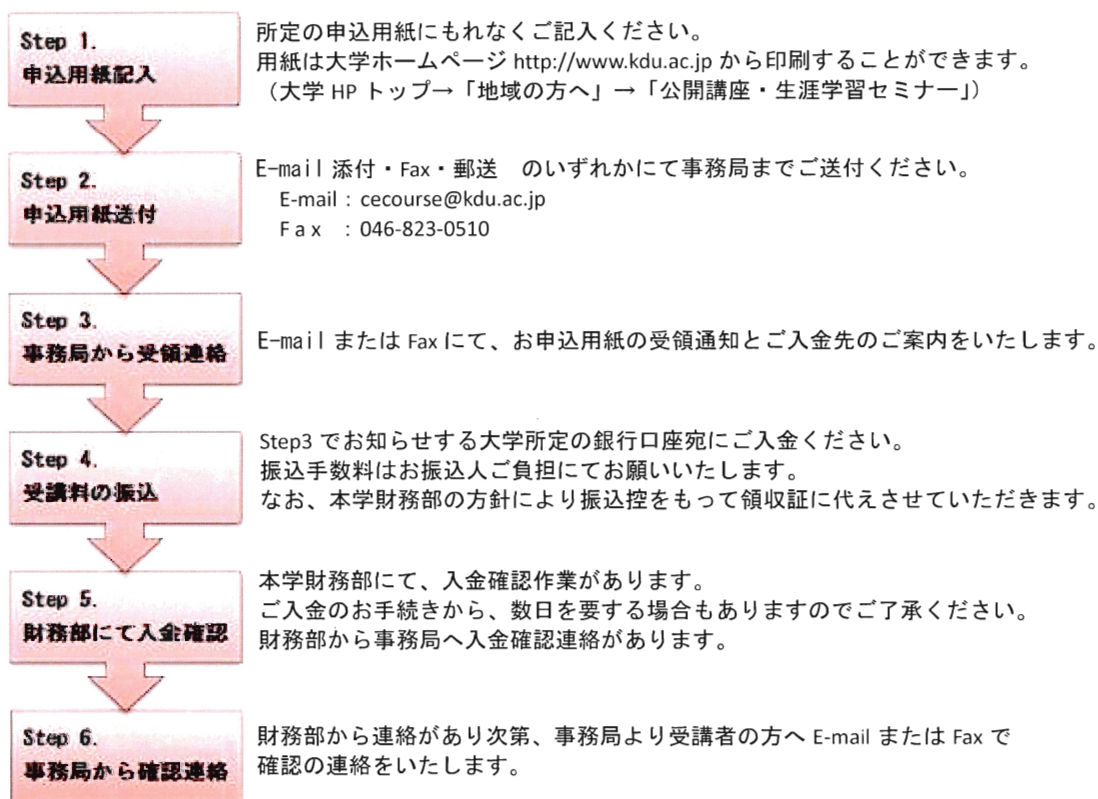 Step 1.
申込用紙記入
所定の申込用紙にもれなくご記入ください。
用紙は大学ホームページ http://www.kdu.ac.jp から印刷することができます。
（大学 HP トップ→「地域の方へ」→「公開講座・生涯学習セミナー」）
Step 2.
申込用紙送付
E-mail 添付・Fax・郵送　のいずれかにて事務局までご送付ください。
E-mail : cecourse@kdu.ac.jp
F a x : 046-823-0510
Step 3.
事務局から受領連絡
E-mail または Fax にて、お申込用紙の受領通知とご入金先のご案内をいたします。
Step 4.
受講料の振込
Step3 でお知らせする大学所定の銀行口座宛にご入金ください。
振込手数料はお振込人ご負担にてお願いいたします。
なお、本学財務部の方針により振込控をもって領収証に代えさせていただきます。
Step 5.
財務部にて入金確認
本学財務部にて、入金確認作業があります。
ご入金のお手続きから、数日を要する場合もありますのでご了承ください。
財務部から事務局へ入金確認連絡があります。
Step 6.
事務局から確認連絡
財務部から連絡があり次第、事務局より受講者の方へ E-mail または Fax で
確認の連絡をいたします。